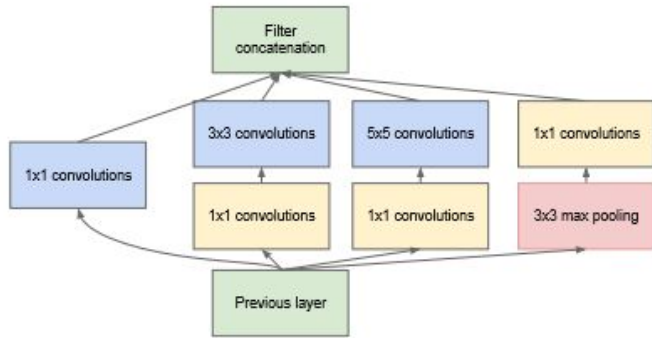 Filter
concatenation
3x3 convolutions
5x5 convolutions
1x1 convolutions
1x1 convolutions
1x1 convolutions
1x1 convolutions
3x3 max pooling
Previous layer